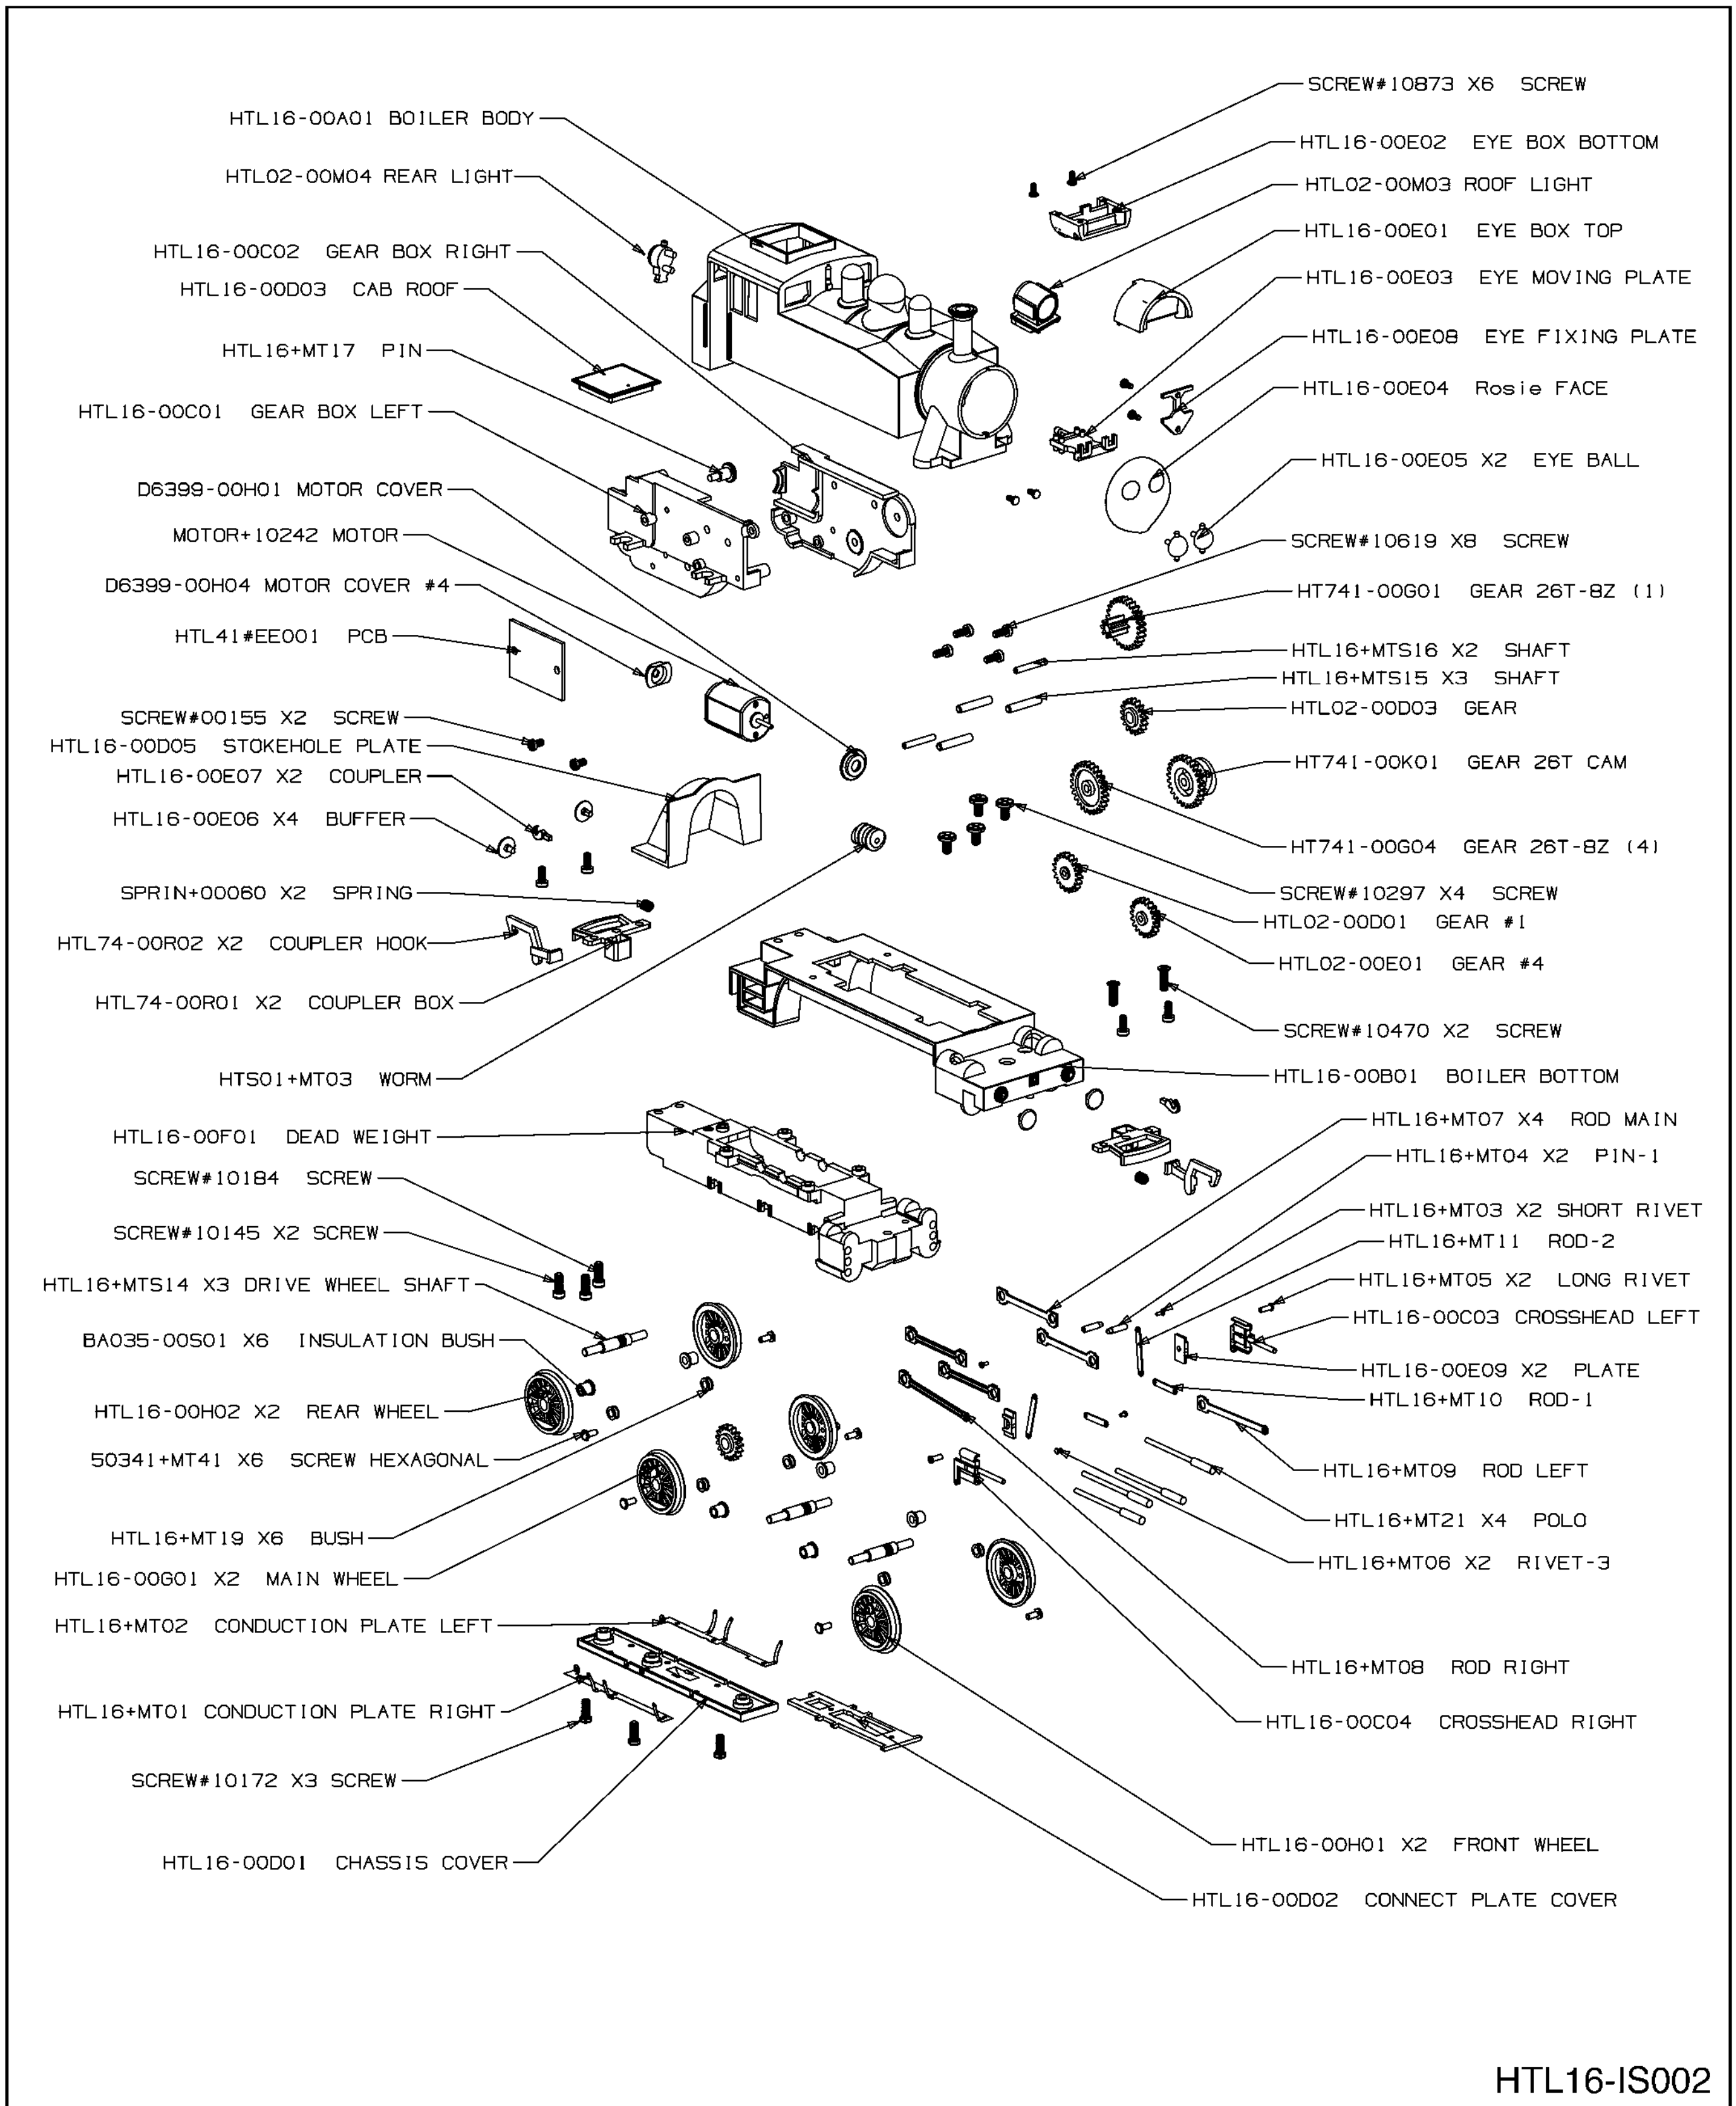 HTL16-00A01 BOILER BODY
HTL02-00M04 REAR LIGHT
HTL16-00C02 GEAR BOX RIGHT
HTL16-00D03 CAB ROOF
HTL16+MT17 PIN
HTL16-00C01 GEAR BOX LEFT
D6399-00H01 MOTOR COVER
MOTOR+10242 MOTOR
D6399-00H04 MOTOR COVER #4
HTL41#EE001 PCB
SCREW#00155 X2 SCREW
HTL16-00D05 STOKEHOLE PLATE
HTL16-00E07 X2 COUPLER
HTL16-00E06 X4 BUFFER
SPRIN+00060 X2 SPRING
HTL74-00R02 X2 COUPLER HOOK
HTL74-00R01 X2 COUPLER BOX
HTS01+MT03 WORM
HTL16-00F01 DEAD WEIGHT
SCREW#10184 SCREW
SCREW#10145 X2 SCREW
HTL16+MTS14 X3 DRIVE WHEEL SHAFT
BA035-00S01 X6 INSULATION BUSH
HTL16-00H02 X2 REAR WHEEL
50341+MT41 X6 SCREW HEXAGONAL
HTL16+MT19 X6 BUSH
HTL16-00G01 X2 MAIN WHEEL
HTL16+MT02 CONDUCTION PLATE LEFT
HTL16+MT01 CONDUCTION PLATE RIGHT
SCREW#10172 X3 SCREW
HTL16-00D01 CHASSIS COVER
SCREW#10873 X6 SCREW
HTL16-00E02 EYE BOX BOTTOM
HTL02-00M03 ROOF LIGHT
HTL16-00E01 EYE BOX TOP
HTL16-00E03 EYE MOVING PLATE
HTL16-00E08 EYE FIXING PLATE
HTL16-00E04 Rosie FACE
HTL16-00E05 X2 EYE BALL
SCREW#10619 X8 SCREW
HT741-00G01 GEAR 26T-8Z (1)
HTL16+MTS16 X2 SHAFT
HTL16+MTS15 X3 SHAFT
HTL02-00D03 GEAR
HT741-00K01 GEAR 26T CAM
HT741-00G04 GEAR 26T-8Z (4)
SCREW#10297 X4 SCREW
HTL02-00D01 GEAR #1
HTL02-00E01 GEAR #4
SCREW#10470 X2 SCREW
HTL16-00B01 BOILER BOTTOM
HTL16+MT07 X4 ROD MAIN
HTL16+MT04 X2 PIN-1
HTL16+MT03 X2 SHORT RIVET
HTL16+MT11 ROD-2
HTL16+MT05 X2 LONG RIVET
HTL16-00C03 CROSSHEAD LEFT
HTL16-00E09 X2 PLATE
HTL16+MT10 ROD-1
HTL16+MT09 ROD LEFT
HTL16+MT21 X4 POLO
HTL16+MT06 X2 RIVET-3
HTL16+MT08 ROD RIGHT
HTL16-00C04 CROSSHEAD RIGHT
HTL16-00H01 X2 FRONT WHEEL
HTL16-00D02 CONNECT PLATE COVER
HTL16-IS002